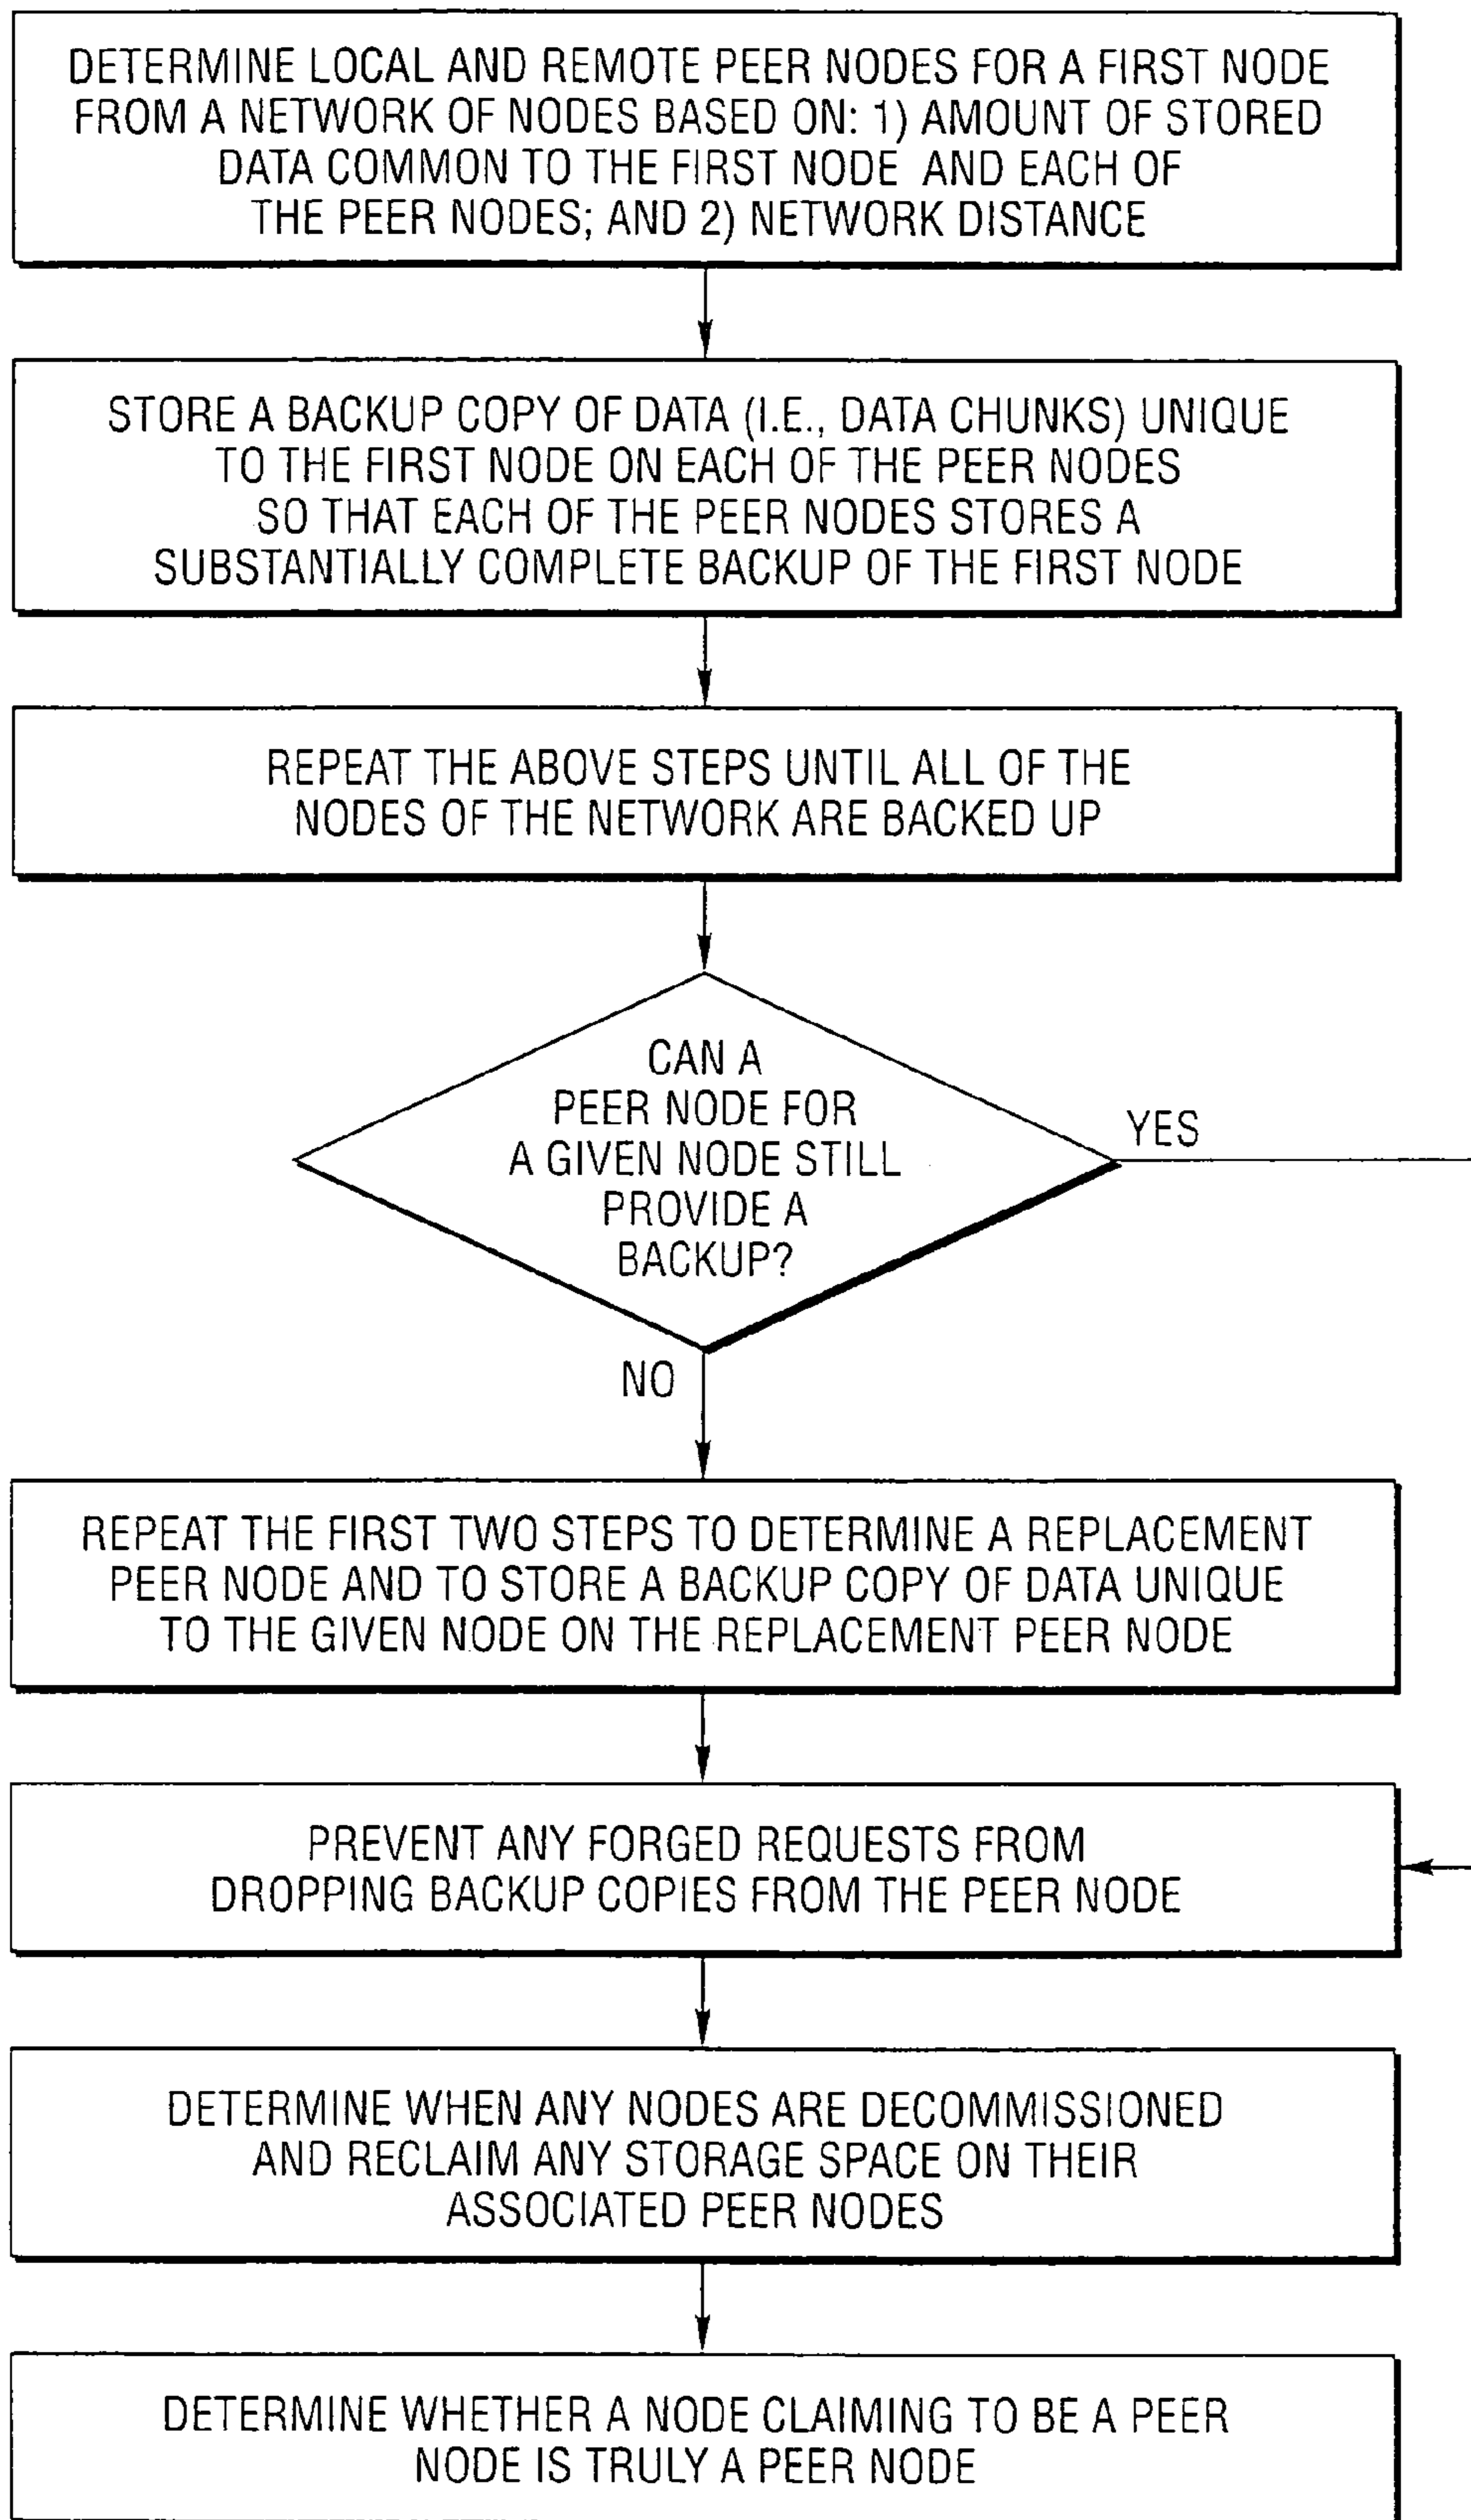 DETERMINE LOCAL AND REMOTE PEER NODES FOR A FIRST NODE
FROM A NETWORK OF NODES BASED ON: 1) AMOUNT OF STORED
DATA COMMON TO THE FIRST NODE AND EACH OF
THE PEER NODES; AND 2) NETWORK DISTANCE
STORE A BACKUP COPY OF DATA (I.E., DATA CHUNKS) UNIQUE
TO THE FIRST NODE ON EACH OF THE PEER NODES
SO THAT EACH OF THE PEER NODES STORES A
SUBSTANTIALLY COMPLETE BACKUP OF THE FIRST NODE
REPEAT THE ABOVE STEPS UNTIL ALL OF THE
NODES OF THE NETWORK ARE BACKED UP
CAN A
PEER NODE FOR
A GIVEN NODE STILL
PROVIDE A
BACKUP?
YES
NO
REPEAT THE FIRST TWO STEPS TO DETERMINE A REPLACEMENT
PEER NODE AND TO STORE A BACKUP COPY OF DATA UNIQUE
TO THE GIVEN NODE ON THE REPLACEMENT PEER NODE
PREVENT ANY FORGED REQUESTS FROM
DROPPING BACKUP COPIES FROM THE PEER NODE
DETERMINE WHEN ANY NODES ARE DECOMMISSIONED
AND RECLAIM ANY STORAGE SPACE ON THEIR
ASSOCIATED PEER NODES
DETERMINE WHETHER A NODE CLAIMING TO BE A PEER
NODE IS TRULY A PEER NODE